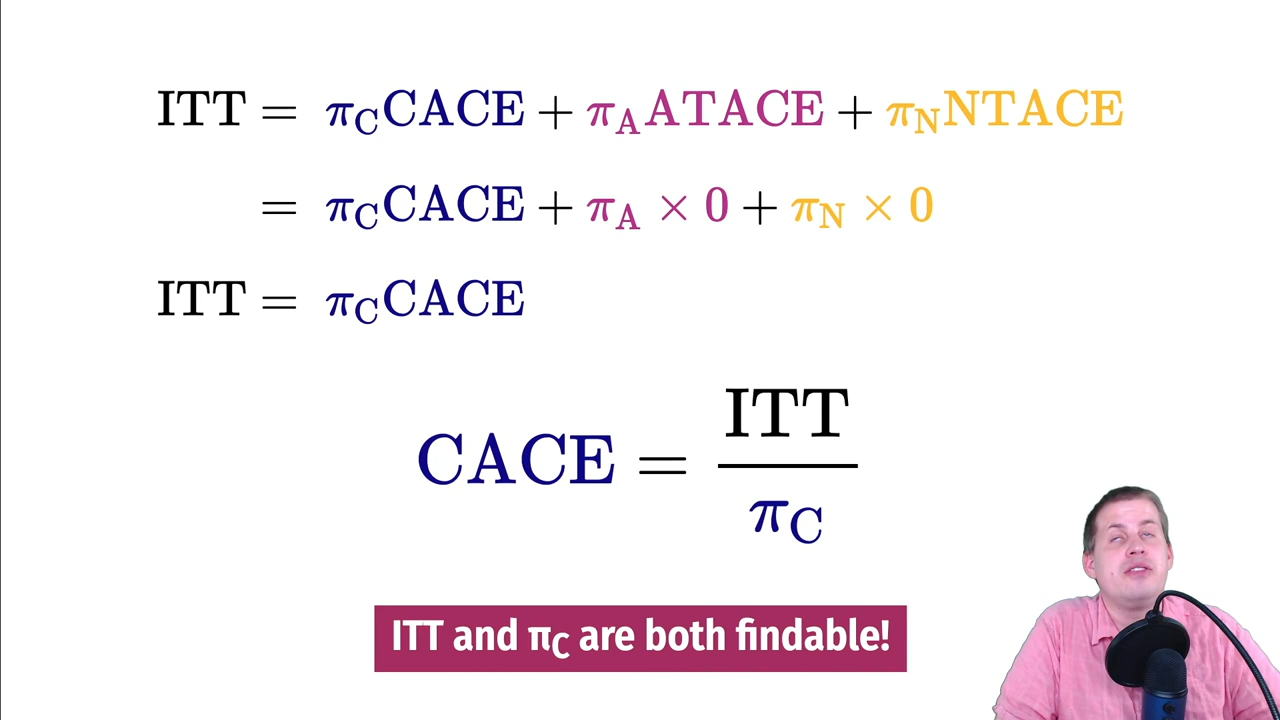 ITT = π_C CACE + π_A ATACE + π_N NTACE
= π_C CACE + π_A × 0 + π_N × 0
ITT = π_C CACE
CACE = ITT / π_C
ITT and π_C are both findable!